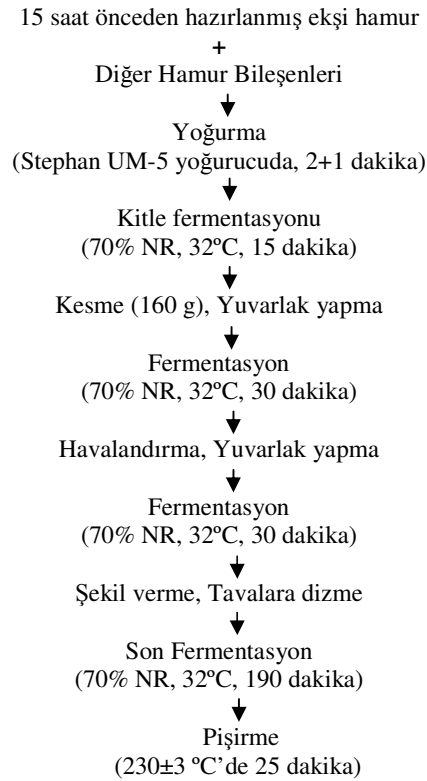 15 saat önceden hazırlanmış ekşi hamur
+
Diğer Hamur Bileşenleri
Yoğurma
(Stephan UM-5 yoğurucuda, 2+1 dakika)
Kitle fermentasyonu
(70% NR, 32ºC, 15 dakika)
Kesme (160 g), Yuvarlak yapma
Fermentasyon
(70% NR, 32ºC, 30 dakika)
Havalandırma, Yuvarlak yapma
Fermentasyon
(70% NR, 32ºC, 30 dakika)
Şekil verme, Tavalara dizme
Son Fermentasyon
(70% NR, 32ºC, 190 dakika)
Pişirme
(230±3 ºC’de 25 dakika)